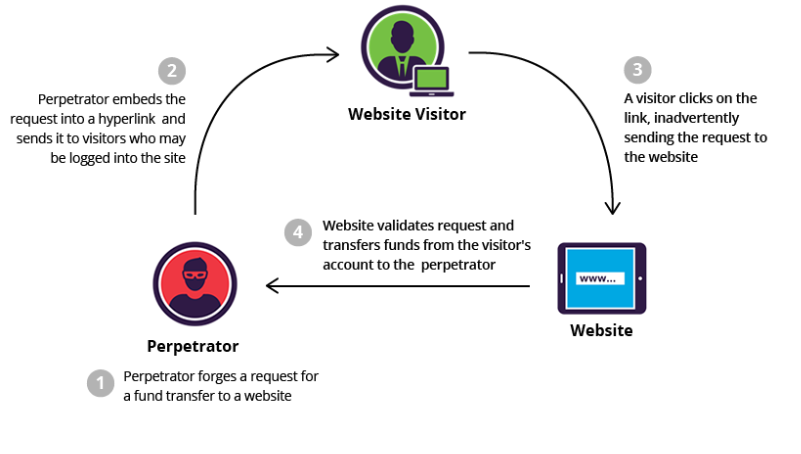 2
Perpetrator embeds the
request into a hyperlink and
sends it to visitors who may
be logged into the site
Website Visitor
3
A visitor clicks on the
link, inadvertently
sending the request to
the website
4
Website validates request and
transfers funds from the visitor's
account to the perpetrator
www...
Website
Perpetrator
1
Perpetrator forges a request for
a fund transfer to a website